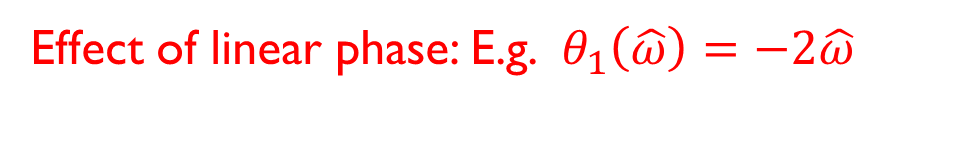 Effect of linear phase: E.g. θ₁(ω̂) = −2ω̂